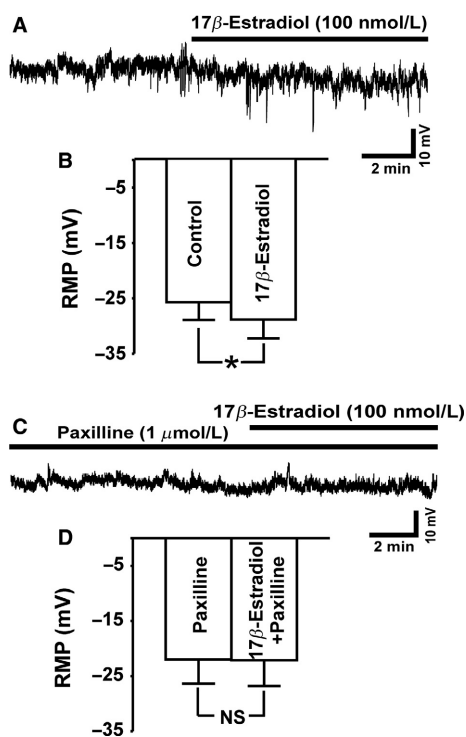 A
17β-Estradiol (100 nmol/L)
10 mV
2 min
B
RMP (mV)
−5
−15
−25
−35
Control
17β-Estradiol
*
C
17β-Estradiol (100 nmol/L)
Paxilline (1 μmol/L)
10 mV
2 min
D
RMP (mV)
−5
−15
−25
−35
Paxilline
17β-Estradiol
+Paxilline
NS